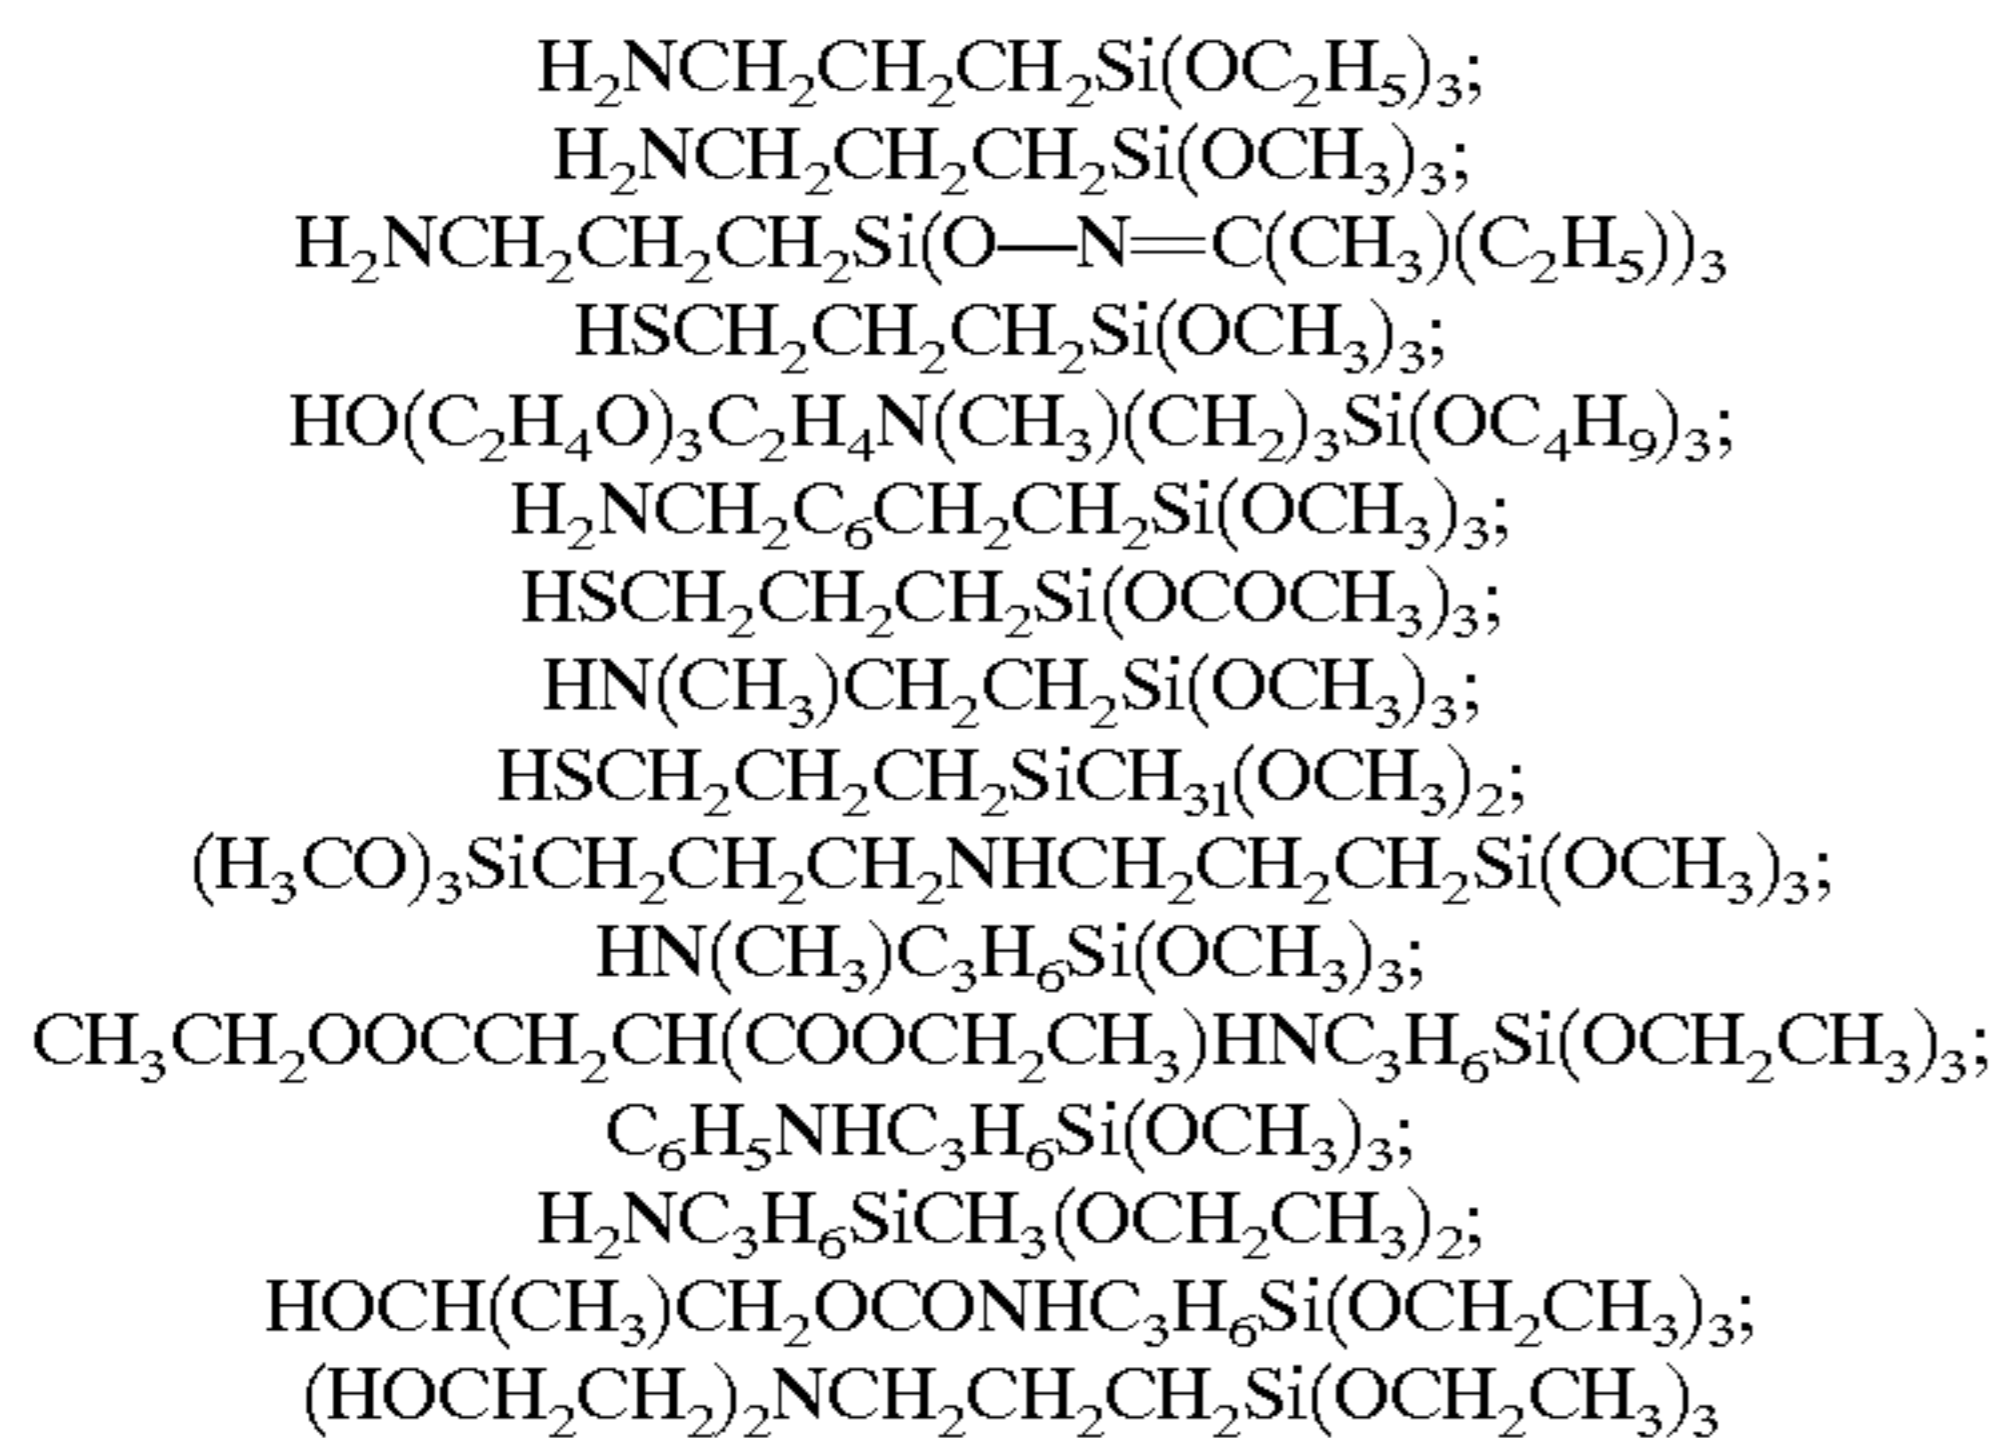 H₂NCH₂CH₂CH₂Si(OC₂H₅)₃;
H₂NCH₂CH₂CH₂Si(OCH₃)₃;
H₂NCH₂CH₂CH₂Si(O—N=C(CH₃)(C₂H₅))₃
HSCH₂CH₂CH₂Si(OCH₃)₃;
HO(C₂H₄O)₃C₂H₄N(CH₃)(CH₂)₃Si(OC₄H₉)₃;
H₂NCH₂C₆CH₂CH₂Si(OCH₃)₃;
HSCH₂CH₂CH₂Si(OCOCH₃)₃;
HN(CH₃)CH₂CH₂Si(OCH₃)₃;
HSCH₂CH₂CH₂SiCH₃₁(OCH₃)₂;
(H₃CO)₃SiCH₂CH₂CH₂NHCH₂CH₂CH₂Si(OCH₃)₃;
HN(CH₃)C₃H₆Si(OCH₃)₃;
CH₃CH₂OOCCH₂CH(COOCH₂CH₃)HNC₃H₆Si(OCH₂CH₃)₃;
C₆H₅NHC₃H₆Si(OCH₃)₃;
H₂NC₃H₆SiCH₃(OCH₂CH₃)₂;
HOCH(CH₃)CH₂OCONHC₃H₆Si(OCH₂CH₃)₃;
(HOCH₂CH₂)₂NCH₂CH₂CH₂Si(OCH₂CH₃)₃